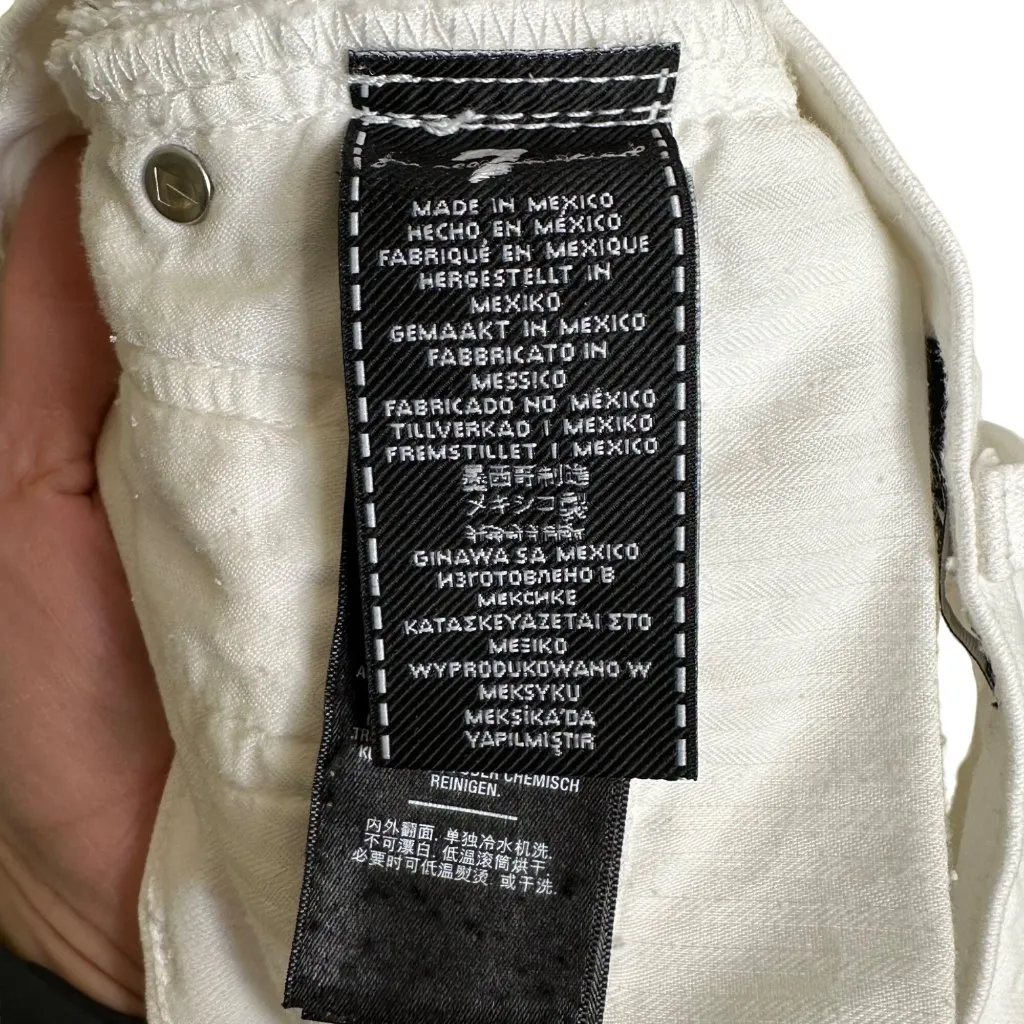 7
MADE IN MEXICO
HECHO EN MÉXICO
FABRIQUÉ EN MEXIQUE
HERGESTELLT IN
MEXIKO
GEMAAKT IN MEXICO
FABBRICATO IN
MESSICO
FABRICADO NO MÉXICO
TILLVERKAD I MEXIKO
FREMSTILLET I MEXICO
墨西哥制造
メキシコ製
GINAWA SA MEXICO
ИЗГОТОВЛЕНО В
МЕКСИКЕ
ΚΑΤΑΣΚΕΥΑΖΕΤΑΙ ΣΤΟ
ΜΕΞΙΚΟ
WYPRODUKOWANO W
MEKSYKU
MEKSİKA'DA
YAPILMIŞTIR
ODER CHEMISCH
REINIGEN.
内外翻面. 单独冷水机洗.
不可漂白. 低温滚筒烘干.
必要时可低温熨烫. 或干洗.